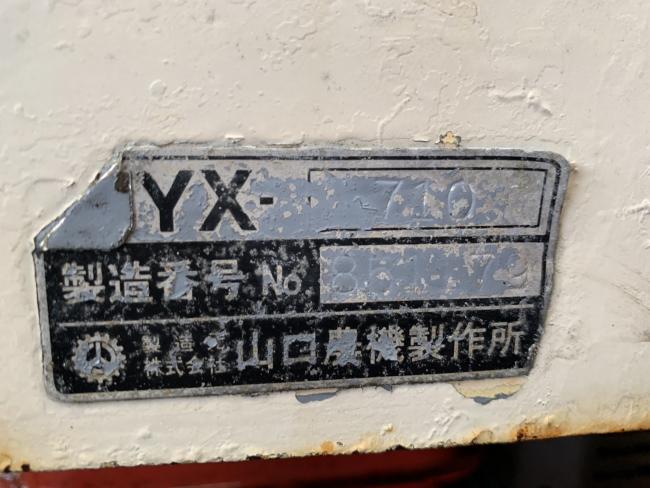 YX- 710
製造番号 No.
製造
株式会社 山口農機製作所